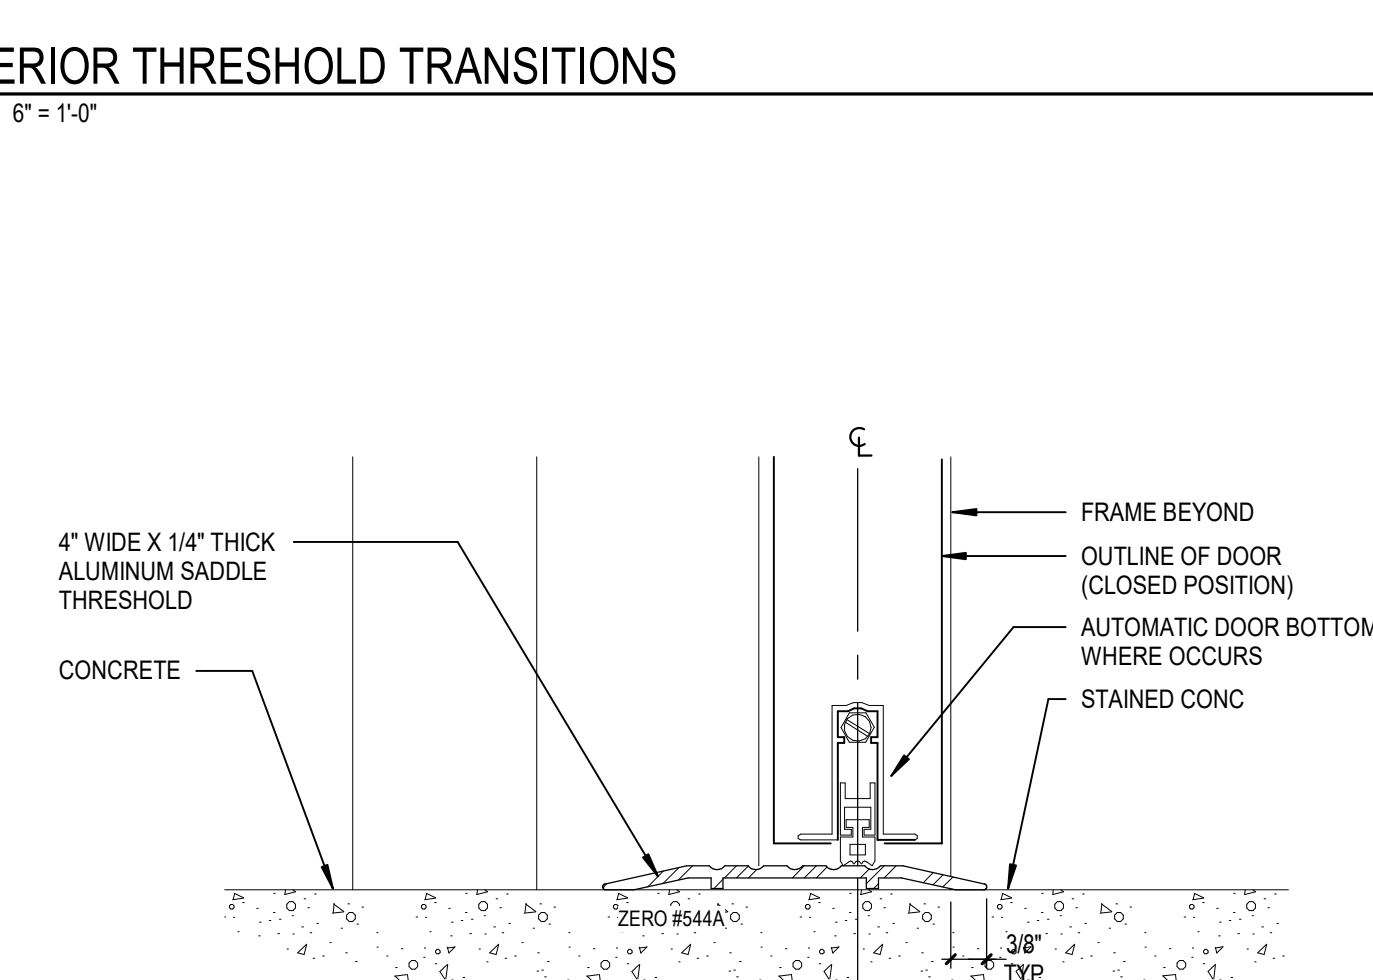 ERIOR THRESHOLD TRANSITIONS
6" = 1'-0"
℄
4" WIDE X 1/4" THICK
ALUMINUM SADDLE
THRESHOLD
CONCRETE
FRAME BEYOND
OUTLINE OF DOOR
(CLOSED POSITION)
AUTOMATIC DOOR BOTTOM
WHERE OCCURS
STAINED CONC
ZERO #544A
3/8"
TYP